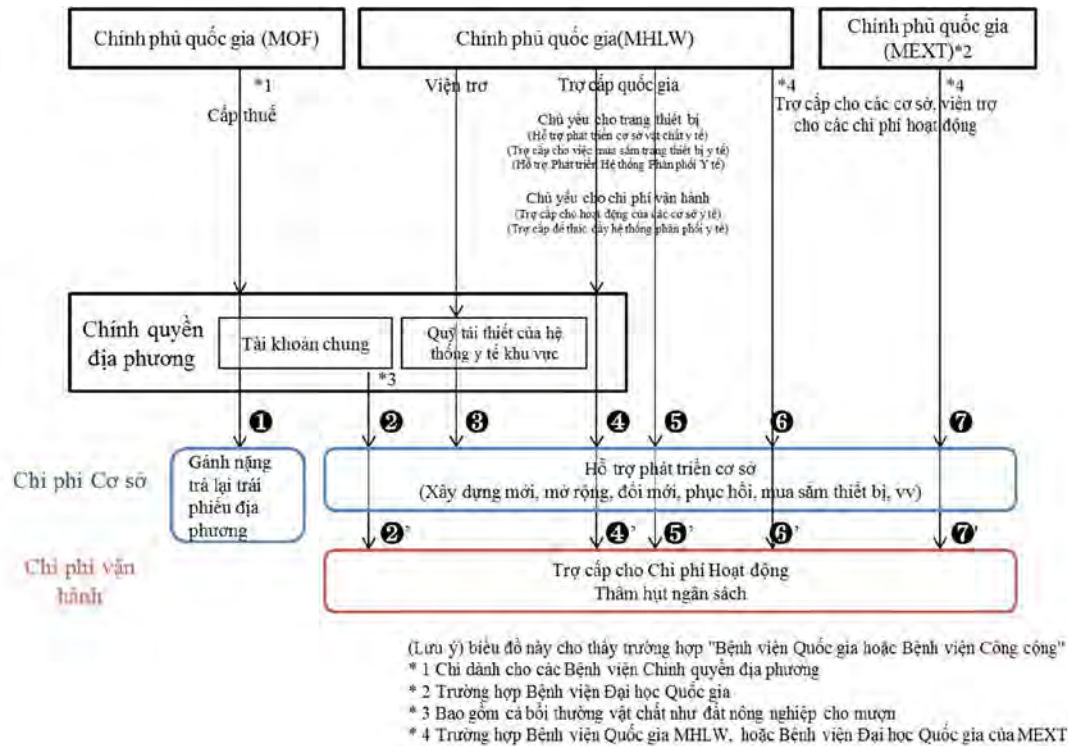 Chính phủ quốc gia (MOF)
Chính phủ quốc gia(MHLW)
Chính phủ quốc gia
(MEXT)*2
*1
Cấp thuế
Viện trơ
Trợ cấp quốc gia
*4
*4
Trợ cấp cho các cơ sở, viện trợ
cho các chi phí hoạt động
Chủ yếu cho trang thiết bị
(Hỗ trợ phát triển cơ sở vật chất y tế)
(Trợ cấp cho việc mua sắm trang thiết bị y tế)
(Hỗ trợ Phát triển Hệ thống Phân phối Y tế)
Chủ yếu cho chi phí vận hành
(Trợ cấp cho hoạt động của các cơ sở y tế)
(Trợ cấp để thúc đẩy hệ thống phân phối y tế)
Chính quyền
địa phương
Tài khoản chung
Quỹ tái thiết của hệ
thống y tế khu vực
*3
❶ ❷ ❸ ❹ ❺ ❻ ❼
Chi phí Cơ sở
Gánh nặng
trả lại trái
phiếu địa
phương
Hỗ trợ phát triển cơ sở
(Xây dựng mới, mở rộng, đổi mới, phục hồi, mua sắm thiết bị, vv)
❷’ ❹’ ❺’ ❻’ ❼’
Chi phí vận
hành
Trợ cấp cho Chi phí Hoạt động
Thâm hụt ngân sách
(Lưu ý) biểu đồ này cho thấy trường hợp "Bệnh viện Quốc gia hoặc Bệnh viện Công cộng"
* 1 Chi dành cho các Bệnh viện Chính quyền địa phương
* 2 Trường hợp Bệnh viện Đại học Quốc gia
* 3 Bao gồm cả bồi thường vật chất như đất nông nghiệp cho mượn
* 4 Trường hợp Bệnh viện Quốc gia MHLW, hoặc Bệnh viện Đại học Quốc gia của MEXT